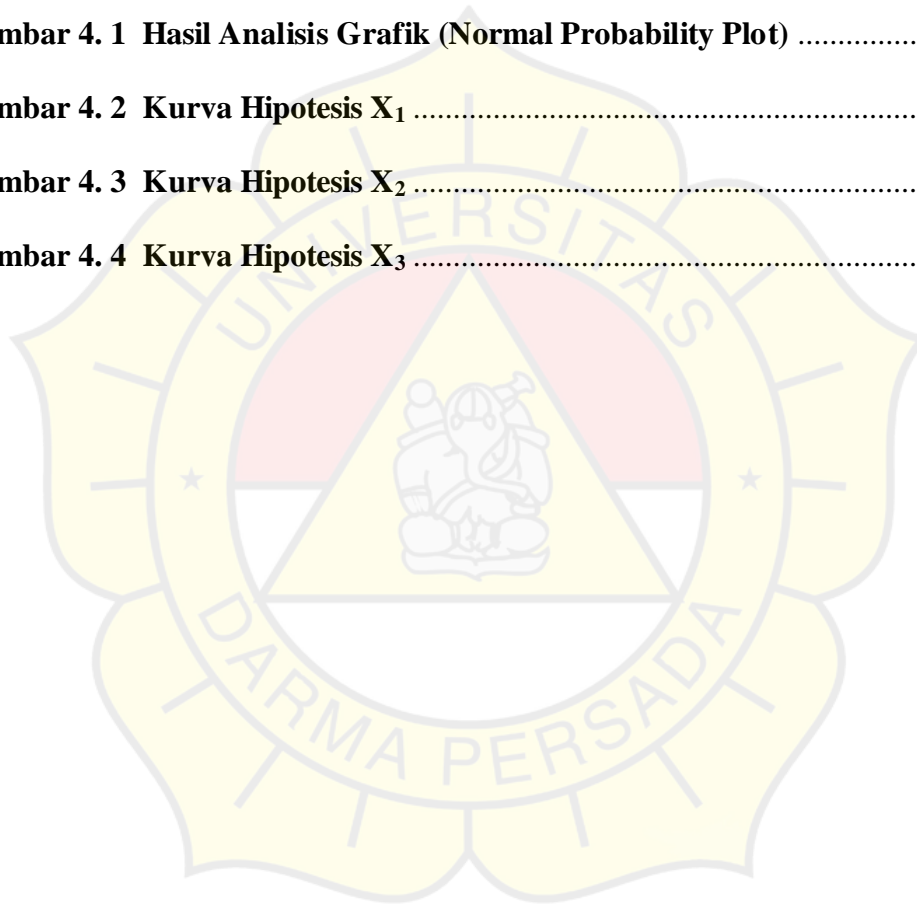 mbar 4. 1 Hasil Analisis Grafik (Normal Probability Plot) ................
mbar 4. 2 Kurva Hipotesis X₁ ................................................................
mbar 4. 3 Kurva Hipotesis X₂ ................................................................
mbar 4. 4 Kurva Hipotesis X₃ ................................................................
UNIVERSITAS
DARMA PERSADA